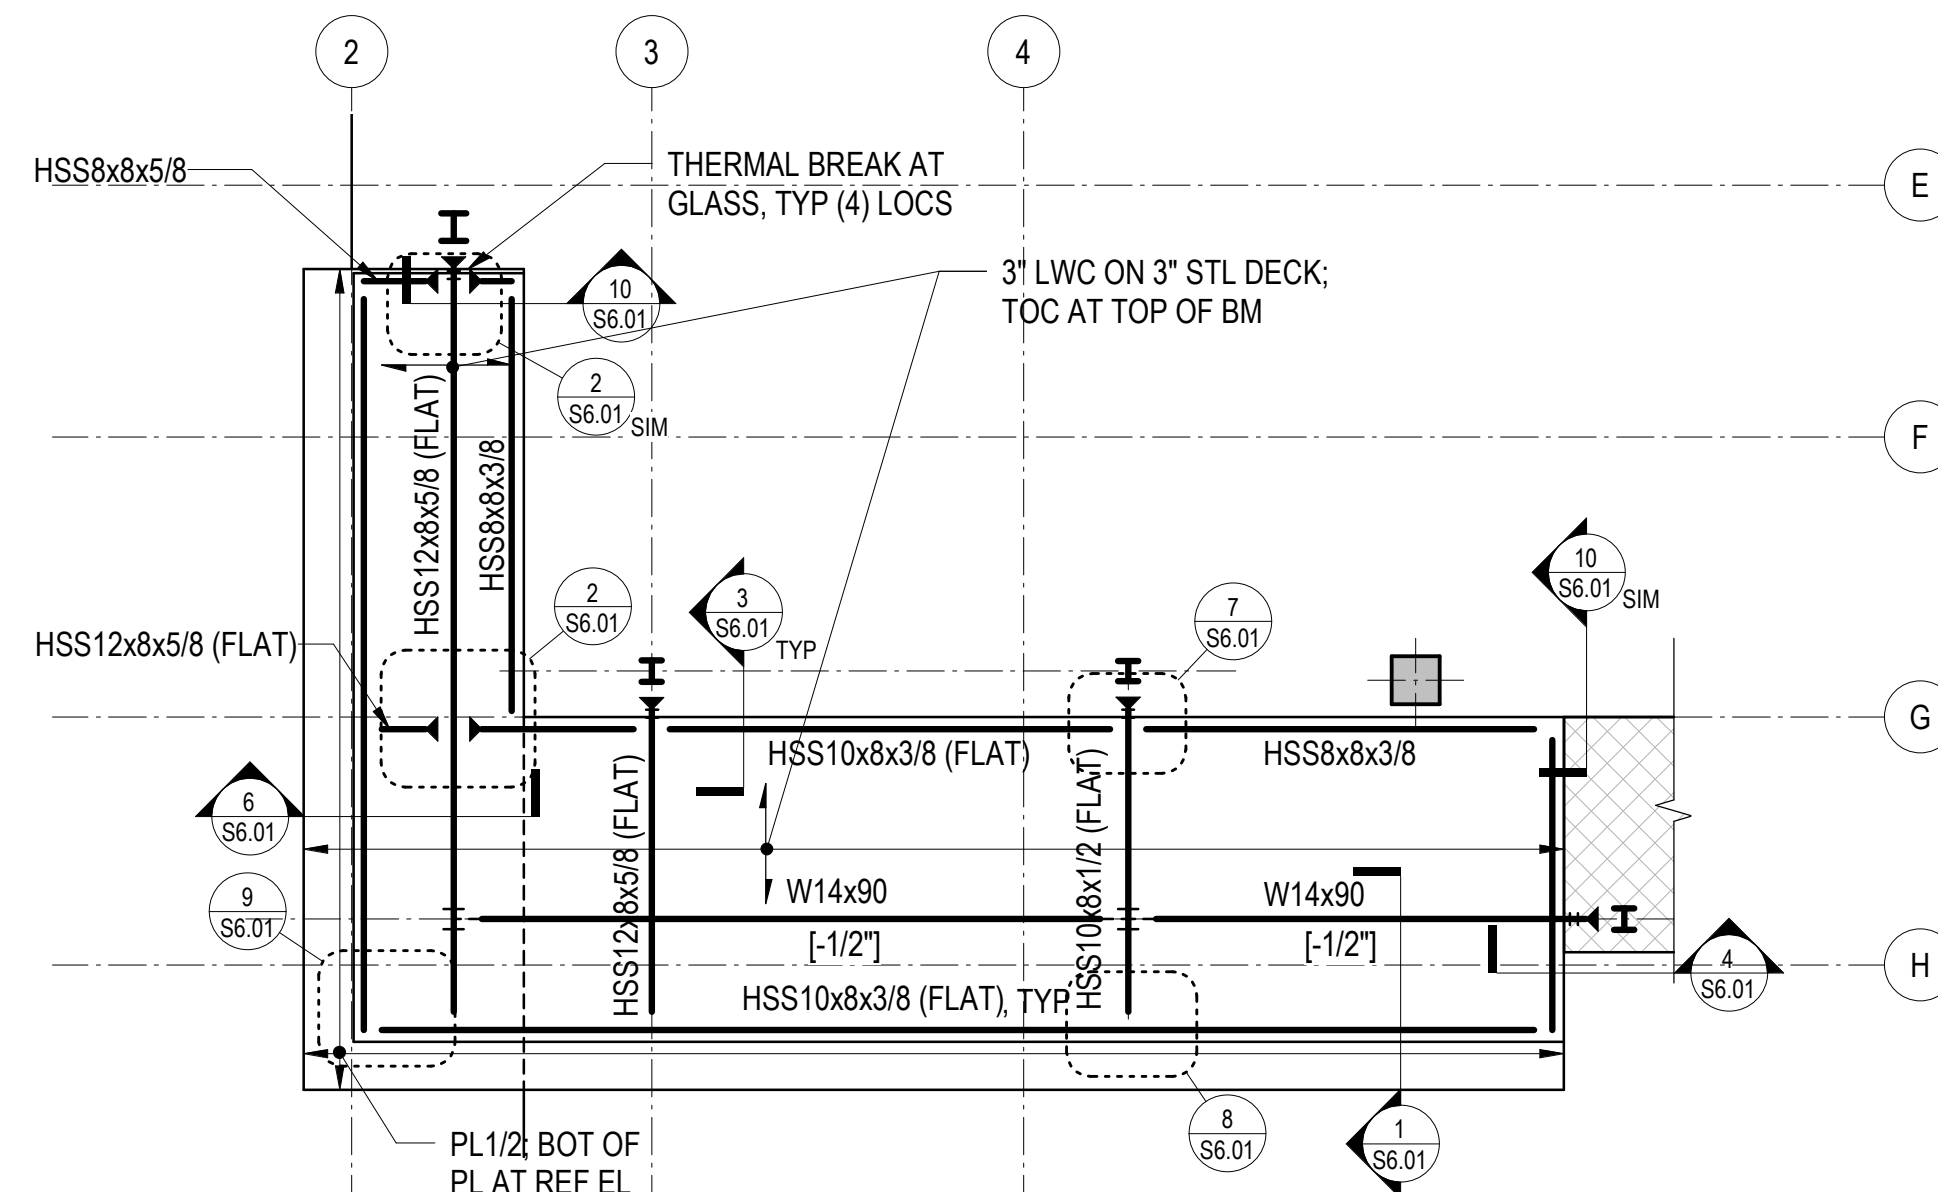 2
3
4
HSS8x8x5/8
THERMAL BREAK AT
GLASS, TYP (4) LOCS
E
3" LWC ON 3" STL DECK;
TOC AT TOP OF BM
10
S6.01
2
S6.01
SIM
F
HSS12x8x5/8 (FLAT)
HSS8x8x3/8
2
S6.01
3
S6.01
TYP
7
S6.01
10
S6.01
SIM
HSS12x8x5/8 (FLAT)
G
HSS10x8x3/8 (FLAT)
HSS8x8x3/8
6
S6.01
HSS12x8x5/8 (FLAT)
HSS10x8x1/2 (FLAT)
W14x90
[-1/2"]
W14x90
[-1/2"]
9
S6.01
H
4
S6.01
HSS10x8x3/8 (FLAT), TYP
8
S6.01
1
S6.01
PL1/2; BOT OF
PL AT REF EL